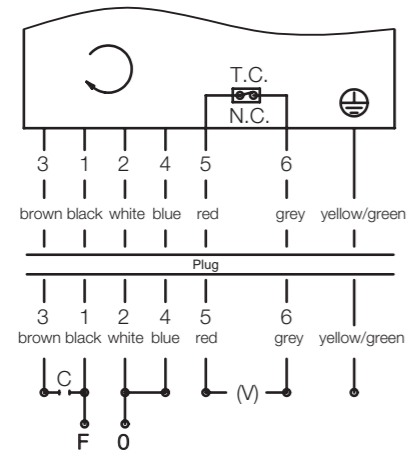 T.C.
N.C.
3 1 2 4 5 6
brown black white blue red grey yellow/green
Plug
3 1 2 4 5 6
brown black white blue red grey yellow/green
C (V)
F 0